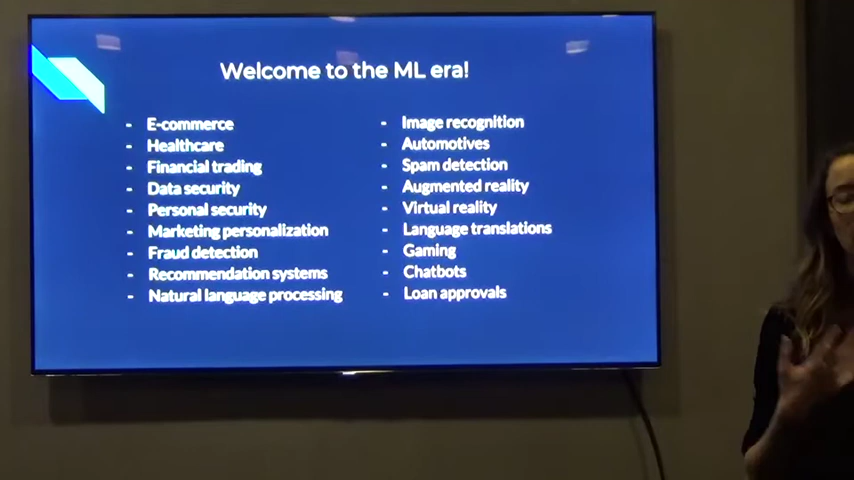 Welcome to the ML era!
- E-commerce
- Healthcare
- Financial trading
- Data security
- Personal security
- Marketing personalization
- Fraud detection
- Recommendation systems
- Natural language processing
- Image recognition
- Automotives
- Spam detection
- Augmented reality
- Virtual reality
- Language translations
- Gaming
- Chatbots
- Loan approvals